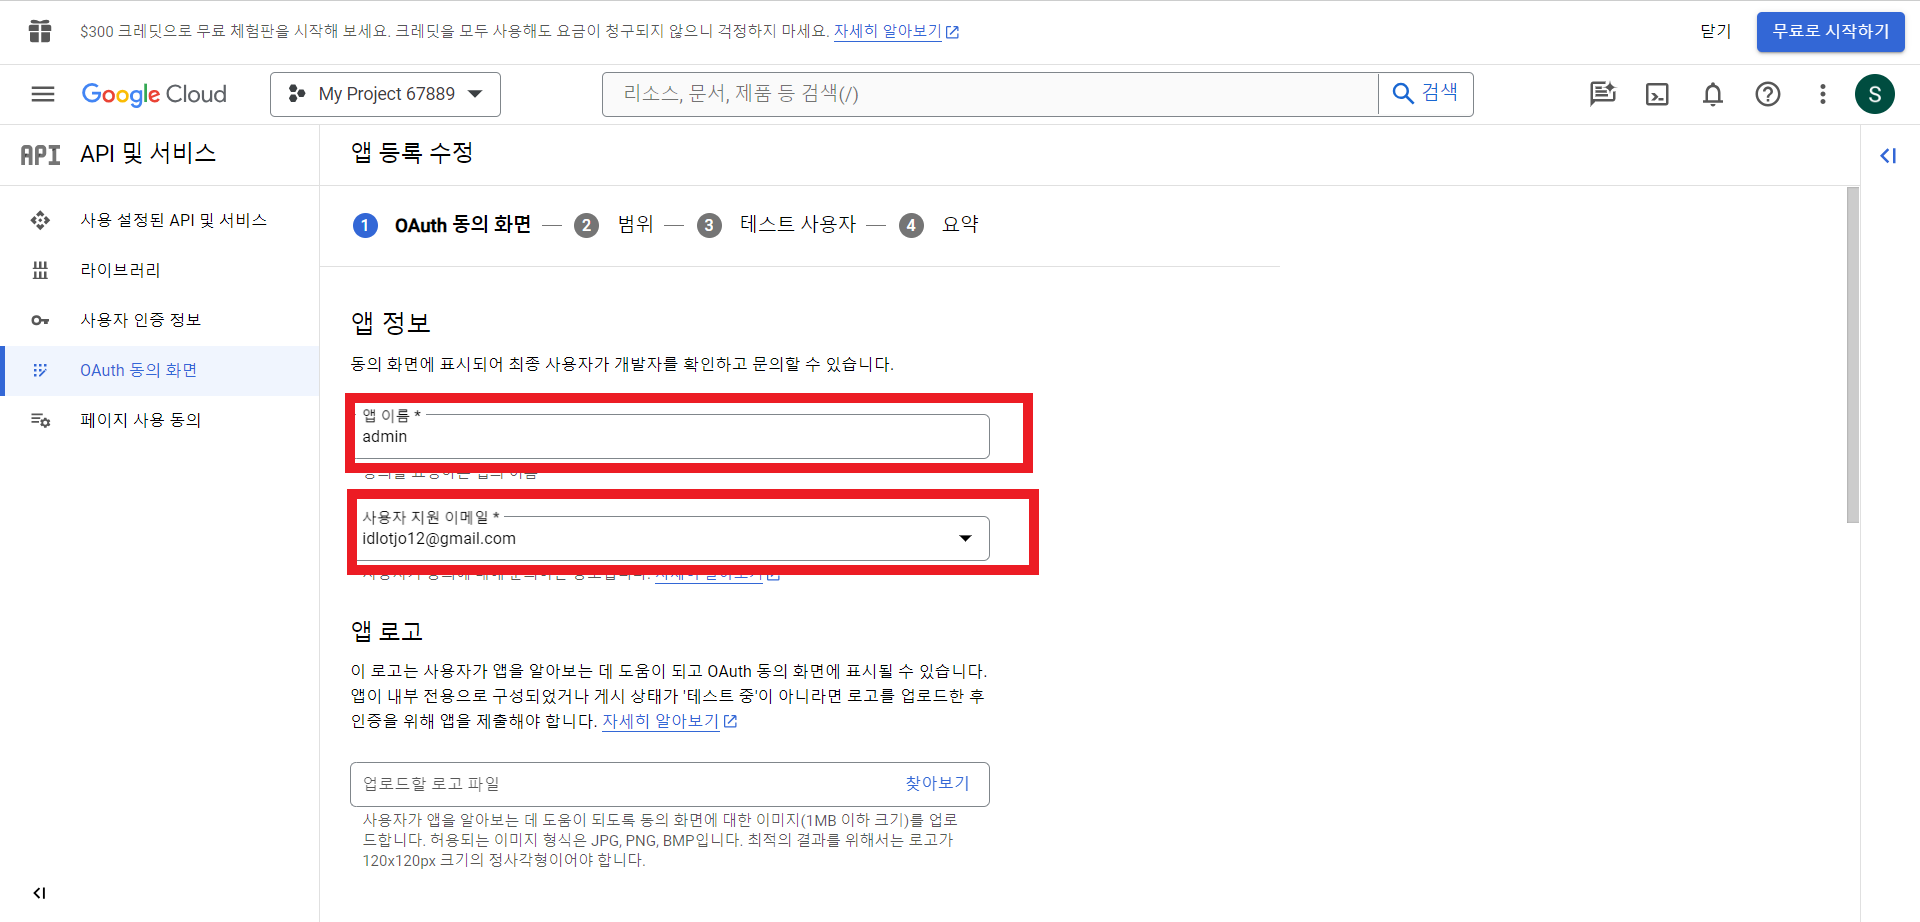 $300 크레딧으로 무료 체험판을 시작해 보세요. 크레딧을 모두 사용해도 요금이 청구되지 않으니 걱정하지 마세요. 자세히 알아보기
닫기
무료로 시작하기
Google Cloud
My Project 67889
리소스, 문서, 제품 등 검색(/)
검색
S
API API 및 서비스
앱 등록 수정
사용 설정된 API 및 서비스
라이브러리
사용자 인증 정보
OAuth 동의 화면
페이지 사용 동의
1 OAuth 동의 화면 — 2 범위 — 3 테스트 사용자 — 4 요약
앱 정보
동의 화면에 표시되어 최종 사용자가 개발자를 확인하고 문의할 수 있습니다.
앱 이름 *
admin
사용자 지원 이메일 *
idlotjo12@gmail.com
앱 로고
이 로고는 사용자가 앱을 알아보는 데 도움이 되고 OAuth 동의 화면에 표시될 수 있습니다.
앱이 내부 전용으로 구성되었거나 게시 상태가 '테스트 중'이 아니라면 로고를 업로드한 후
인증을 위해 앱을 제출해야 합니다. 자세히 알아보기
업로드할 로고 파일
찾아보기
사용자가 앱을 알아보는 데 도움이 되도록 동의 화면에 대한 이미지(1MB 이하 크기)를 업로
드합니다. 허용되는 이미지 형식은 JPG, PNG, BMP입니다. 최적의 결과를 위해서는 로고가
120x120px 크기의 정사각형이어야 합니다.